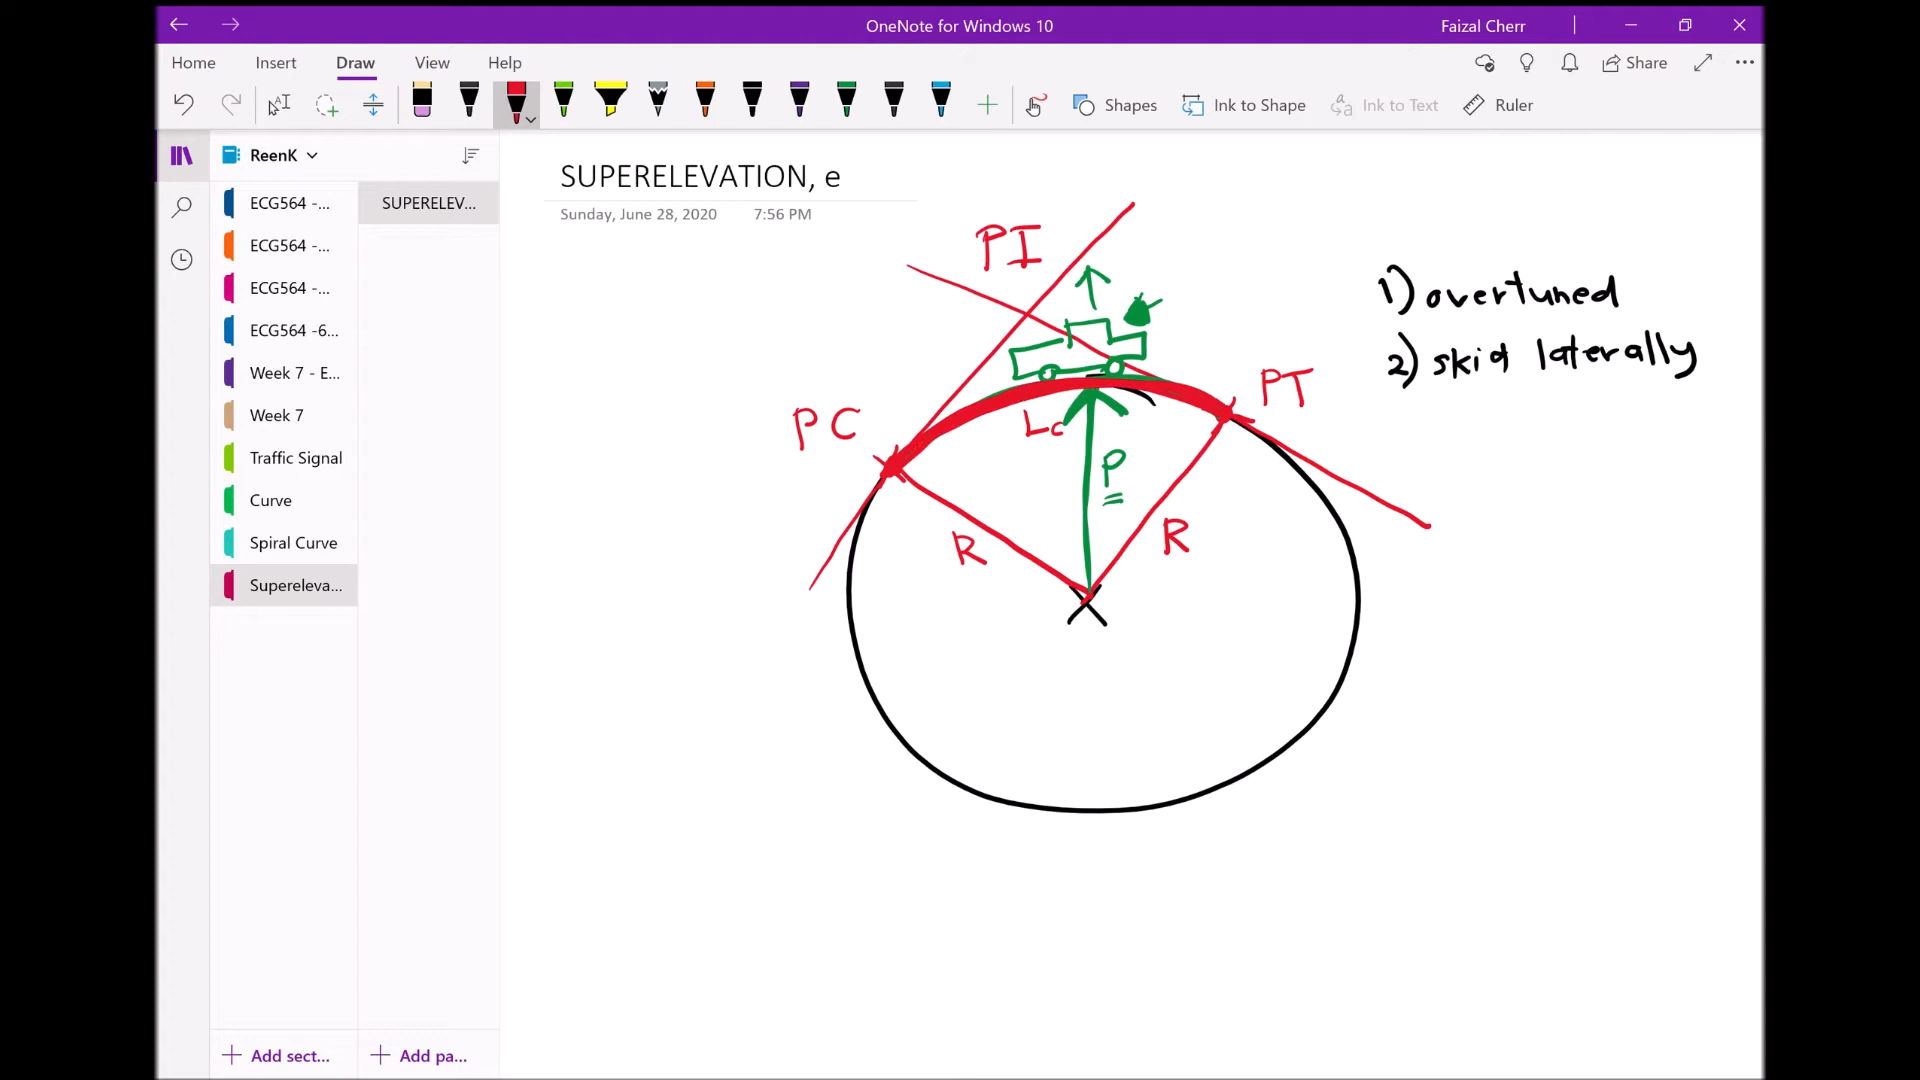 OneNote for Windows 10
Faizal Cherr
Home Insert Draw View Help
Share
Shapes Ink to Shape Ink to Text Ruler
ReenK
ECG564 -...
ECG564 -...
ECG564 -...
ECG564 -6...
Week 7 - E...
Week 7
Traffic Signal
Curve
Spiral Curve
Supereleva...
Add sect...
SUPERELEV...
Add pa...
SUPERELEVATION, e
Sunday, June 28, 2020 7:56 PM
PI
PC
Lc
PT
P
R
R
1) overtuned
2) skid laterally